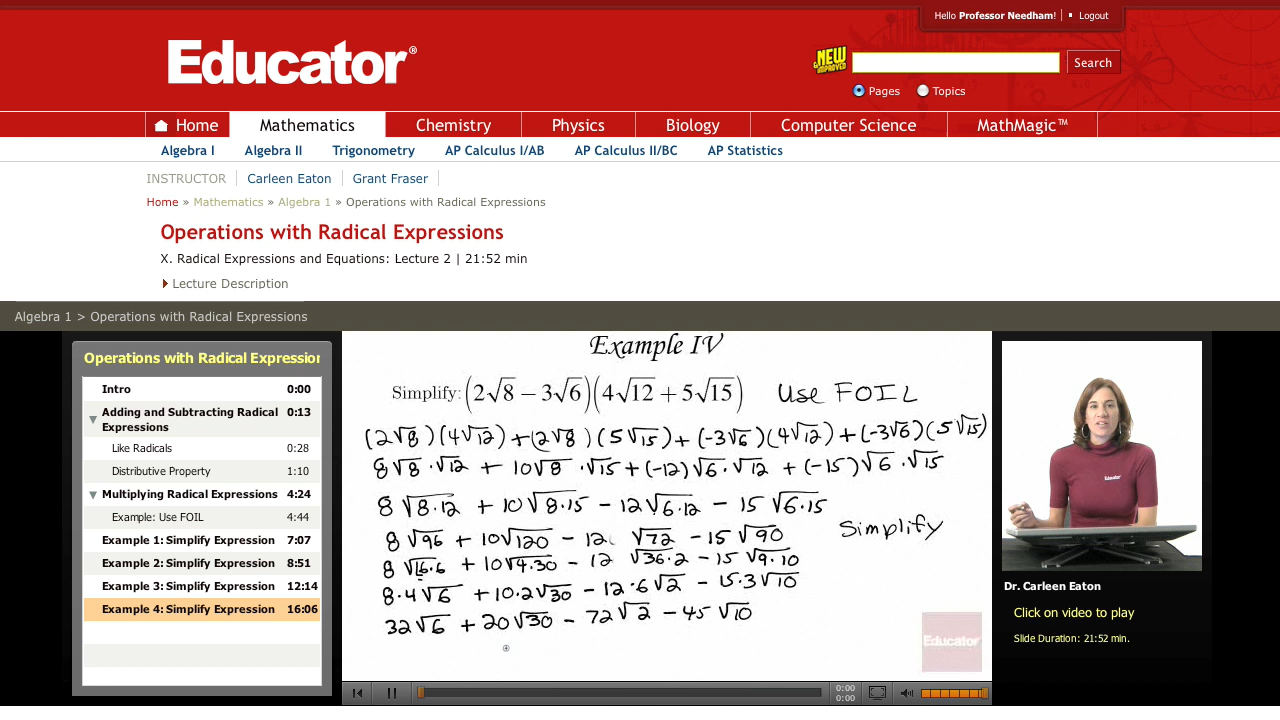 Hello Professor Needham! Logout
Educator®
NEW & IMPROVED Search
Pages Topics
Home Mathematics Chemistry Physics Biology Computer Science MathMagic™
Algebra I Algebra II Trigonometry AP Calculus I/AB AP Calculus II/BC AP Statistics
INSTRUCTOR Carleen Eaton Grant Fraser
Home » Mathematics » Algebra 1 » Operations with Radical Expressions
Operations with Radical Expressions
X. Radical Expressions and Equations: Lecture 2 | 21:52 min
Lecture Description
Algebra 1 > Operations with Radical Expressions
Operations with Radical Expression
Intro 0:00
Adding and Subtracting Radical 0:13
Expressions
Like Radicals 0:28
Distributive Property 1:10
Multiplying Radical Expressions 4:24
Example: Use FOIL 4:44
Example 1: Simplify Expression 7:07
Example 2: Simplify Expression 8:51
Example 3: Simplify Expression 12:14
Example 4: Simplify Expression 16:06
Example IV
Simplify: (2√8 − 3√6)(4√12 + 5√15) Use FOIL
(2√8)(4√12) + (2√8)(5√15) + (-3√6)(4√12) + (-3√6)(5√15)
8√8 · √12 + 10√8 · √15 + (-12)√6 · √12 + (-15)√6 · √15
8√8·12 + 10√8·15 − 12√6·12 − 15√6·15
Simplify
8√96 + 10√120 − 12 √72 − 15√90
8√16·6 + 10√4·30 − 12 √36·2 − 15√9·10
8·4√6 + 10·2√30 − 12·6√2 − 15·3√10
32√6 + 20√30 − 72√2 − 45√10
Educator
0:00
0:00
Educator
Dr. Carleen Eaton
Click on video to play
Slide Duration: 21:52 min.